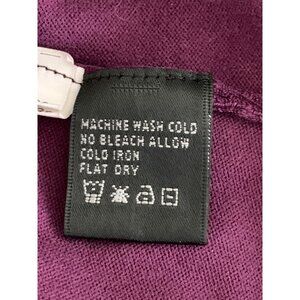 MACHINE WASH COLD
NO BLEACH ALLOW
COLD IRON
FLAT DRY